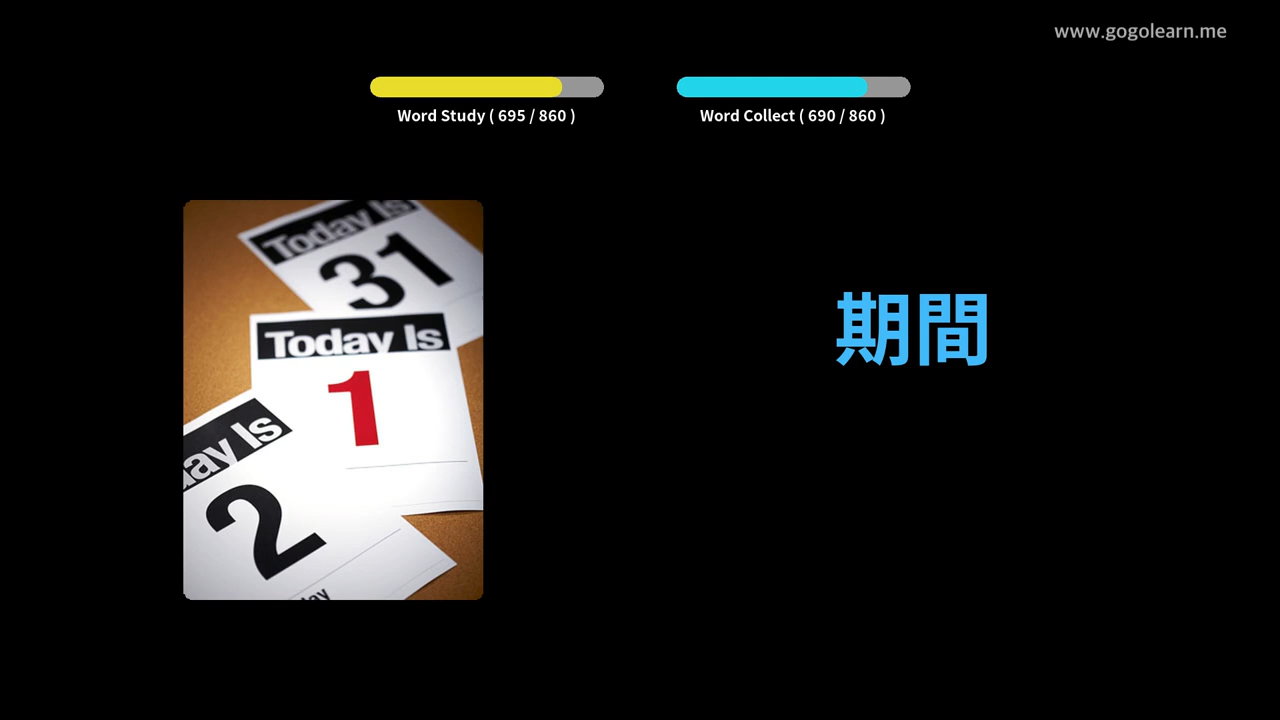 www.gogolearn.me
Word Study ( 695 / 860 )
Word Collect ( 690 / 860 )
Today Is
31
Today Is
1
ay Is
2
day
期間